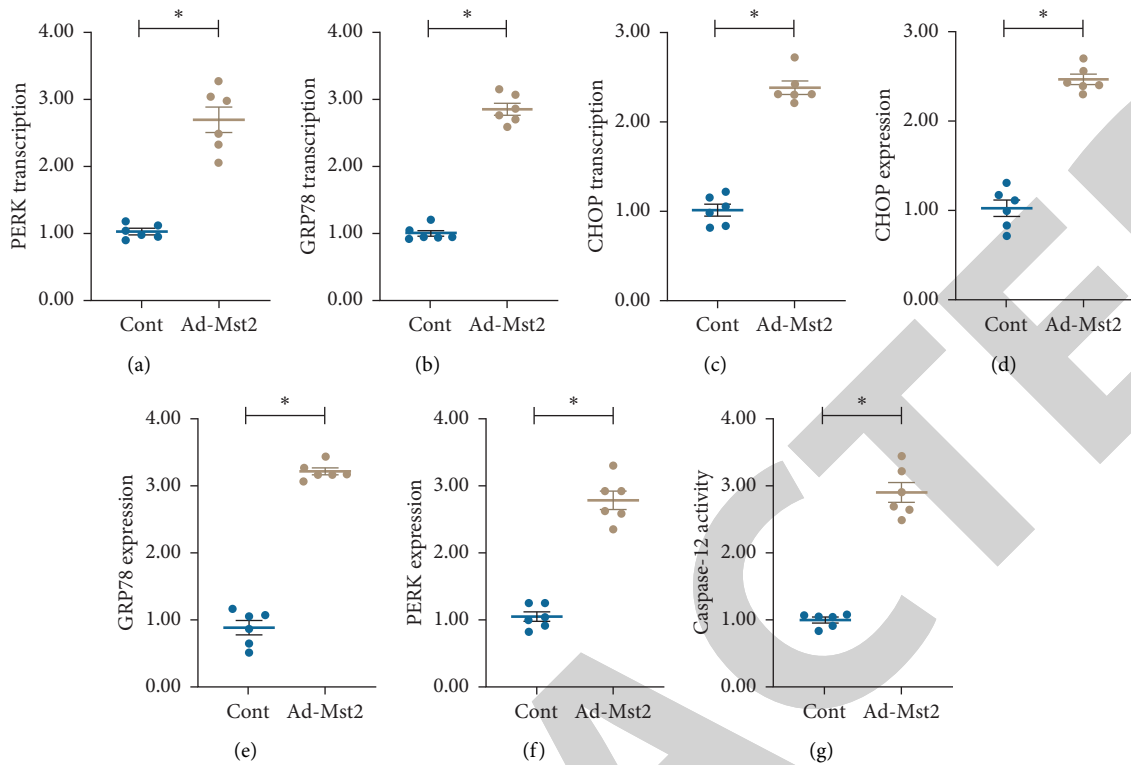 *
*
*
*
4.00
3.00
2.00
1.00
0.00
PERK transcription
Cont Ad-Mst2
(a)
4.00
3.00
2.00
1.00
0.00
GRP78 transcription
Cont Ad-Mst2
(b)
3.00
2.00
1.00
0.00
CHOP transcription
Cont Ad-Mst2
(c)
3.00
2.00
1.00
0.00
CHOP expression
Cont Ad-Mst2
(d)
*
*
*
4.00
3.00
2.00
1.00
0.00
GRP78 expression
Cont Ad-Mst2
(e)
4.00
3.00
2.00
1.00
0.00
PERK expression
Cont Ad-Mst2
(f)
4.00
3.00
2.00
1.00
0.00
Caspase-12 activity
Cont Ad-Mst2
(g)
ACTE